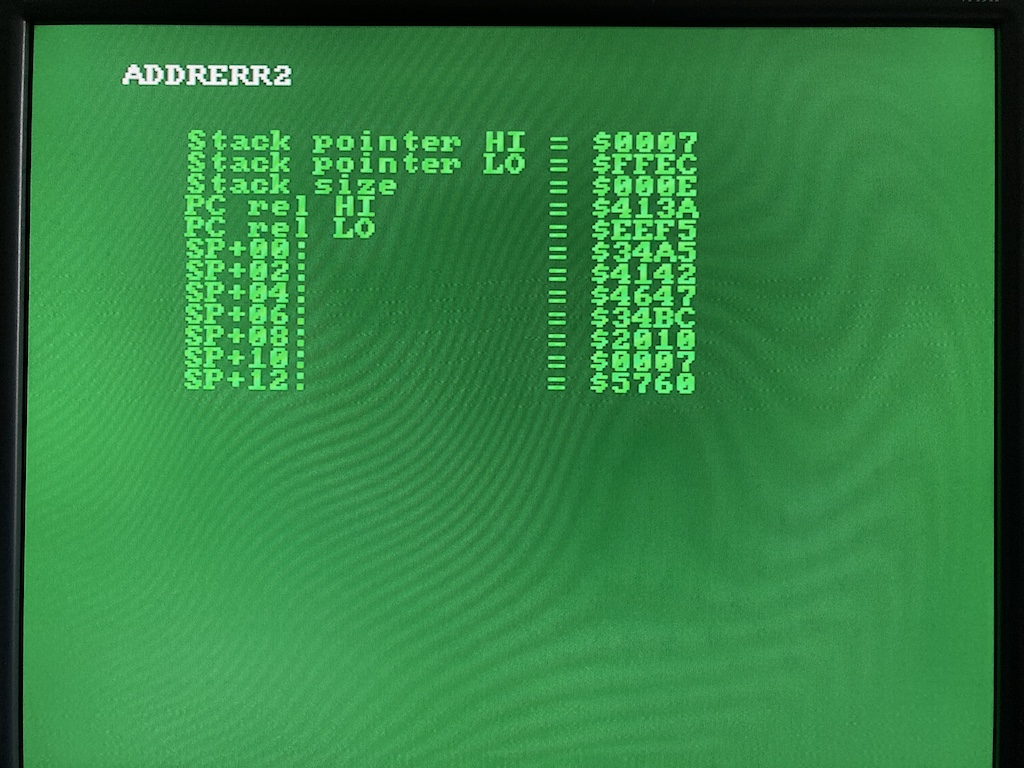 ADDRERR2
Stack pointer HI = $0007
Stack pointer LO = $FFEC
Stack size = $000E
PC rel HI = $413A
PC rel LO = $EEF5
SP+00: = $34A5
SP+02: = $4142
SP+04: = $4647
SP+06: = $34BC
SP+08: = $2010
SP+10: = $0007
SP+12: = $5760